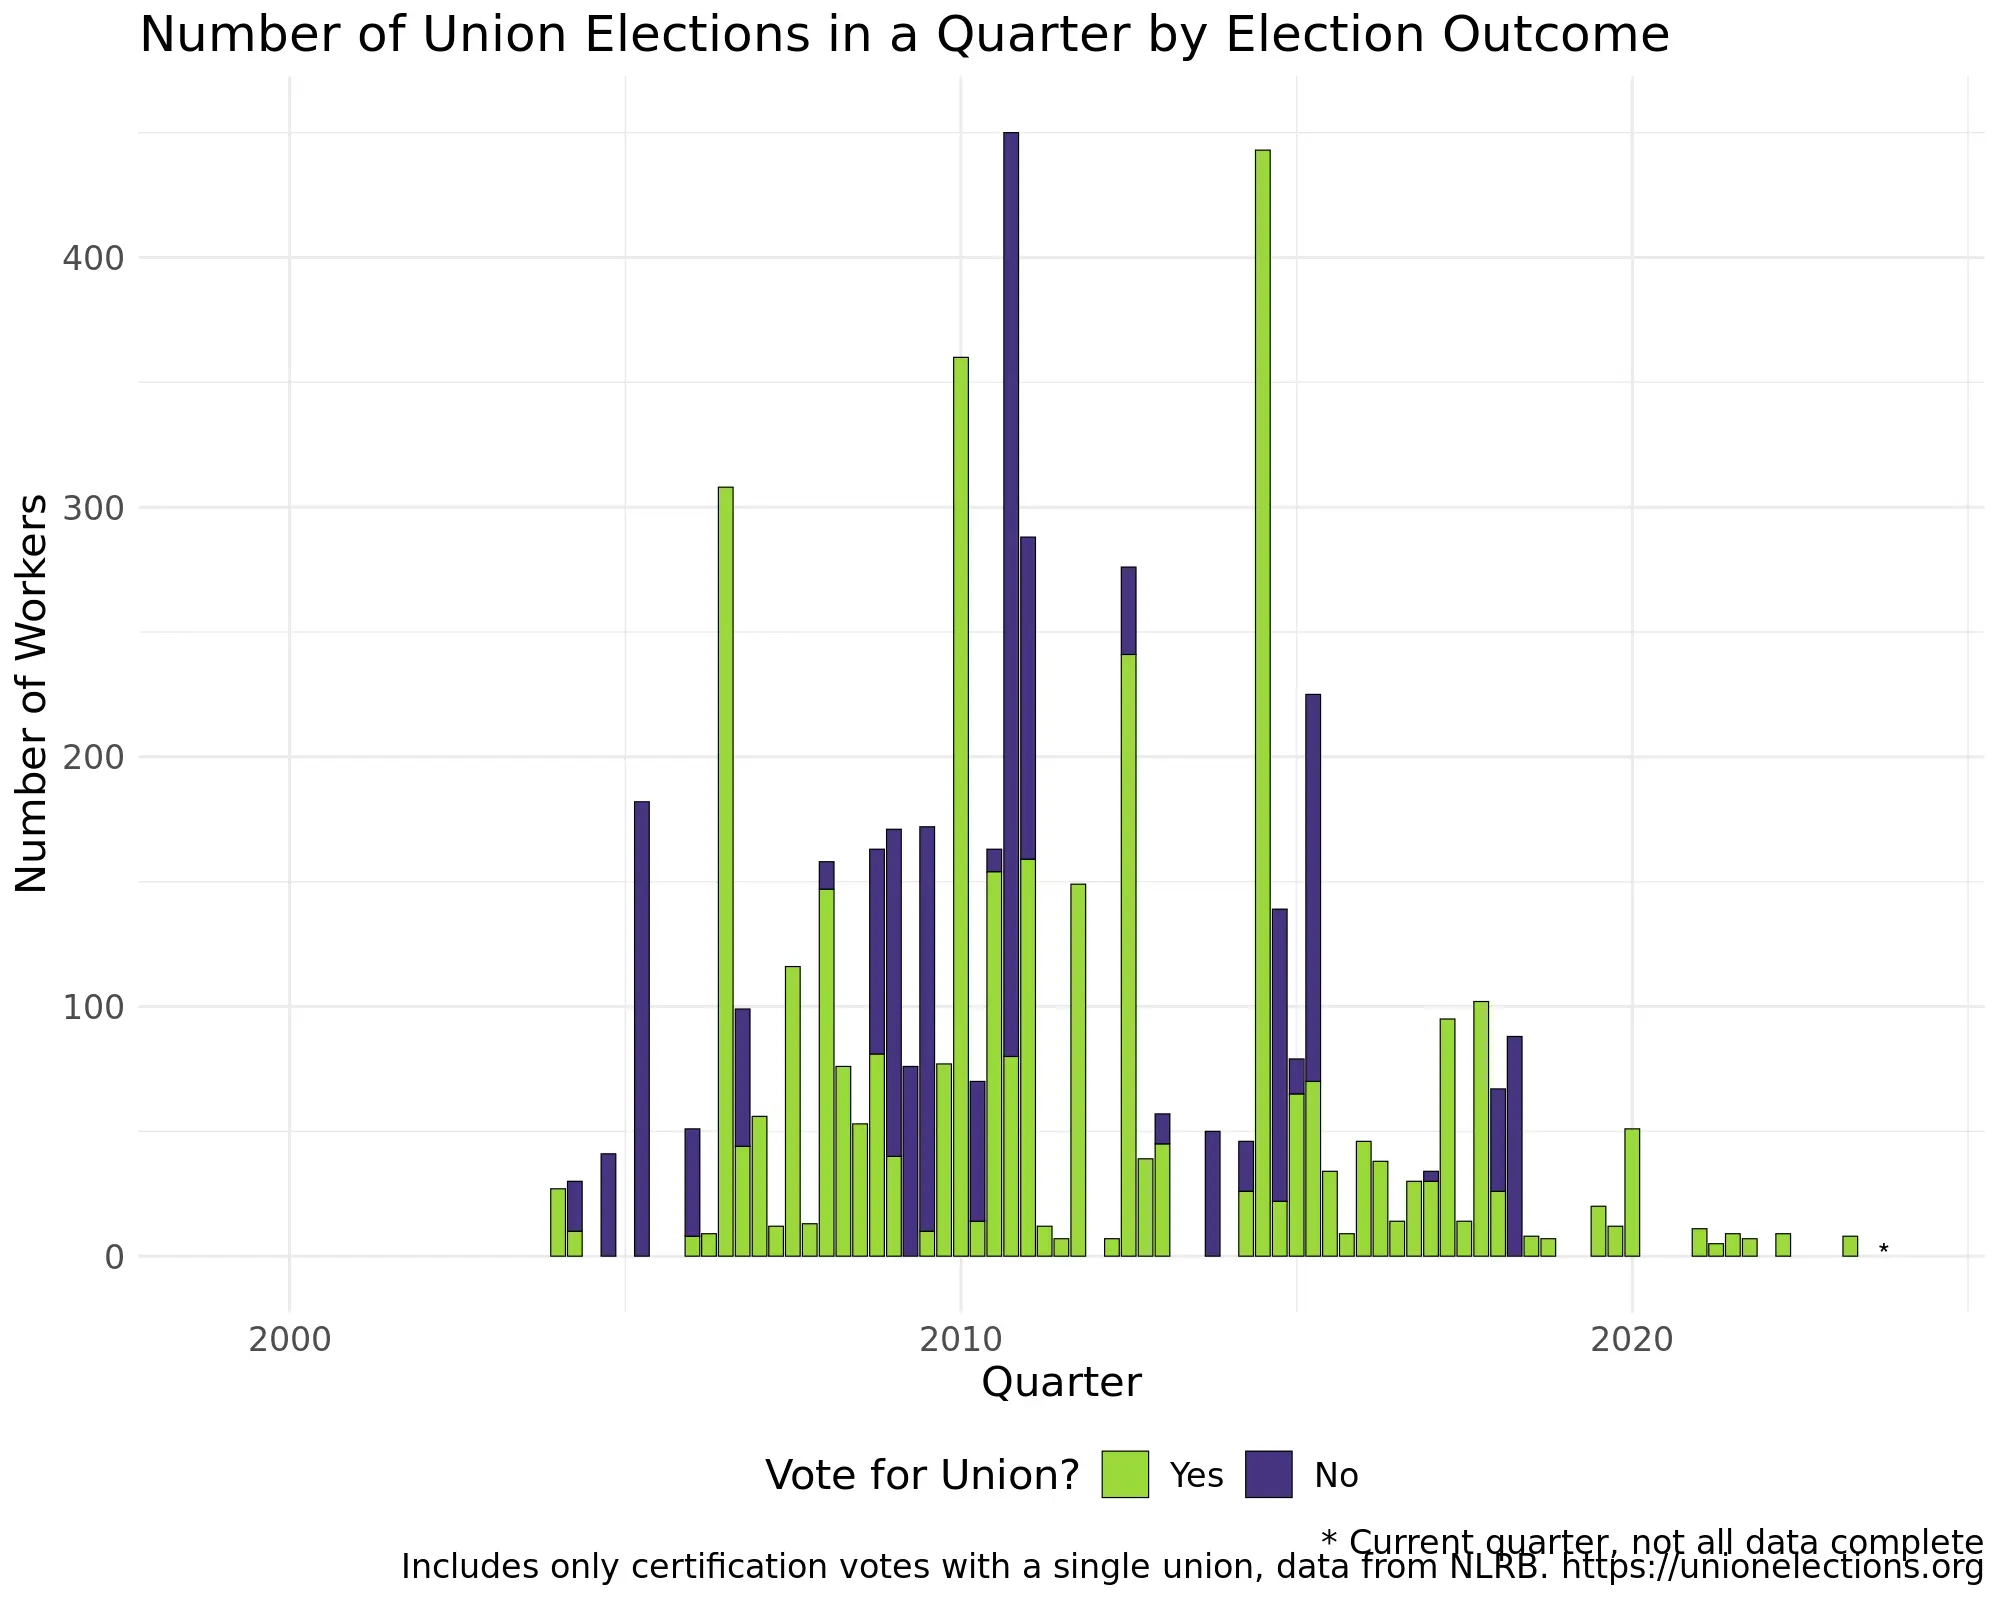 Number of Union Elections in a Quarter by Election Outcome
Number of Workers
400
300
200
100
0
*
2000 2010 2020
Quarter
Vote for Union? Yes No
* Current quarter, not all data complete
Includes only certification votes with a single union, data from NLRB. https://unionelections.org